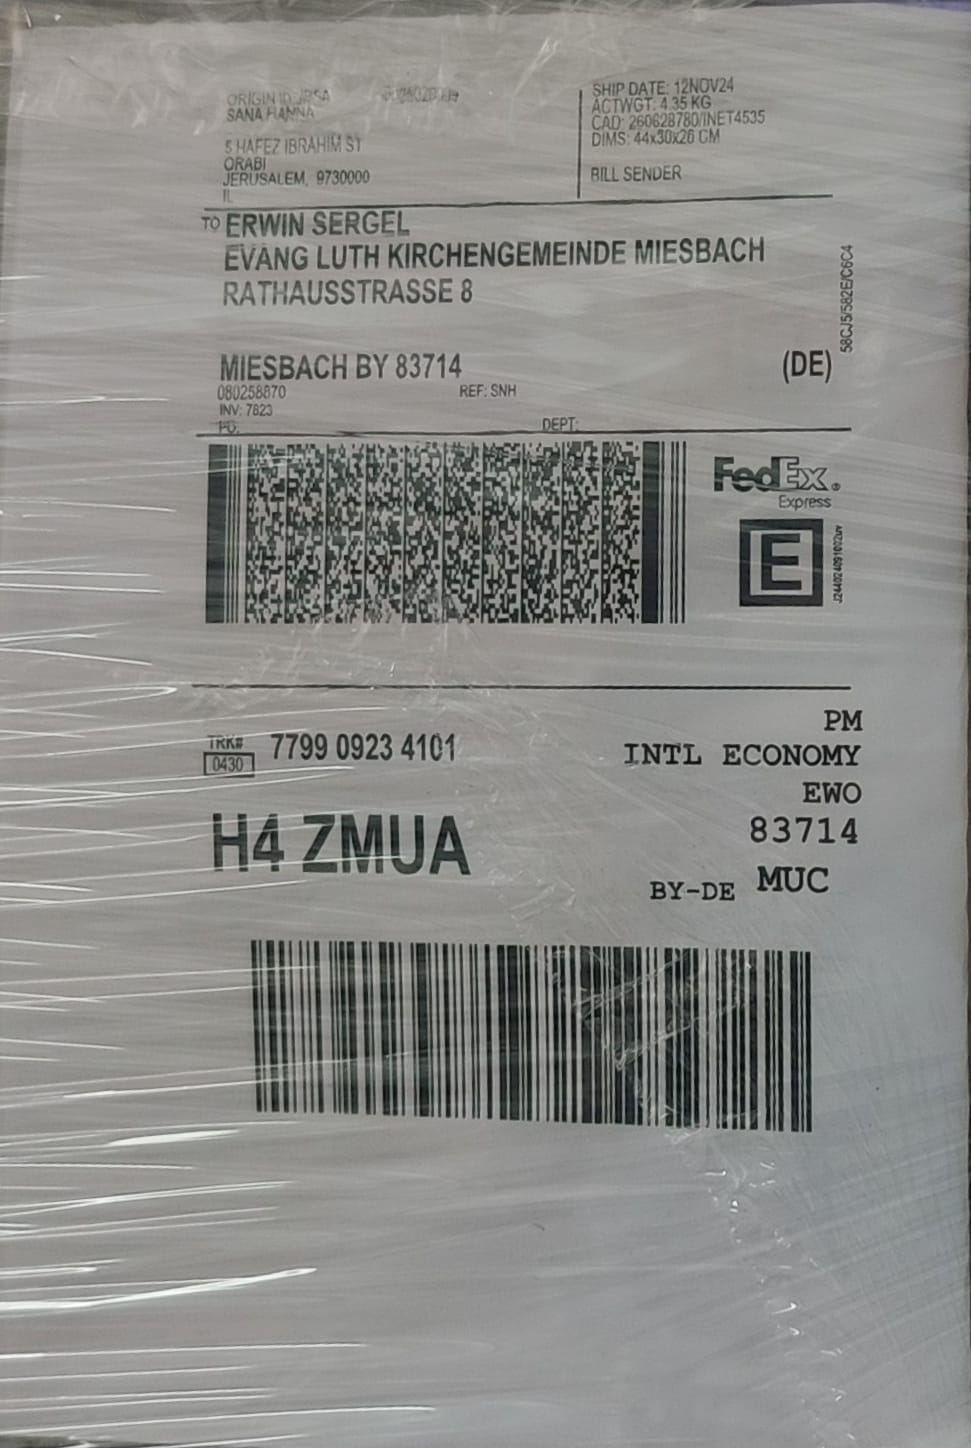 ORIGIN ID:JRSA
SANA HANNA
5 HAFEZ IBRAHIM ST
ORABI
JERUSALEM, 9730000
IL
SHIP DATE: 12NOV24
ACTWGT: 4.35 KG
CAD: 260628780/INET4535
DIMS: 44x30x26 CM
BILL SENDER
TO ERWIN SERGEL
EVANG LUTH KIRCHENGEMEINDE MIESBACH
RATHAUSSTRASSE 8
MIESBACH BY 83714
(DE)
58CJ5/582E/C6C4
080258870
REF: SNH
INV: 7823
PO:
DEPT:
FedEx®
Express
E
TRK#
0430
7799 0923 4101
H4 ZMUA
PM
INTL ECONOMY
EWO
83714
BY-DE MUC